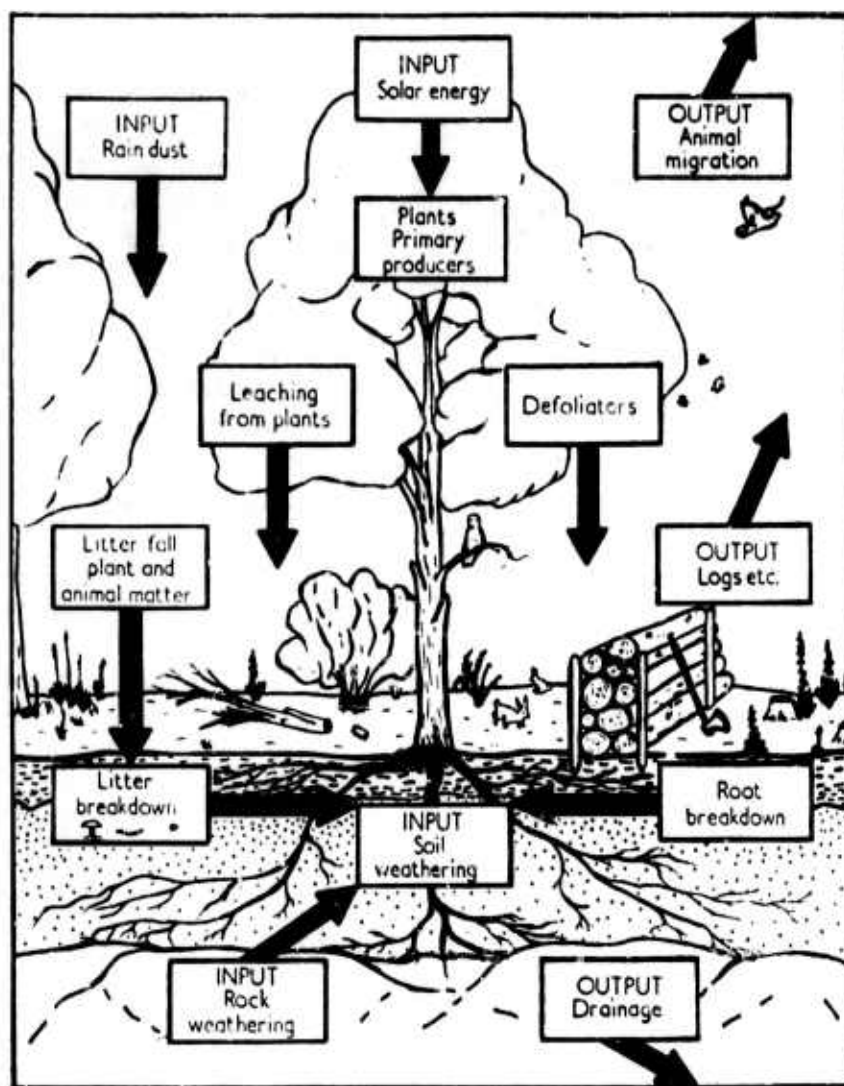 INPUT
Solar energy
INPUT
Rain dust
OUTPUT
Animal
migration
Plants
Primary
producers
Leaching
from plants
Defoliators
Litter fall
plant and
animal matter
OUTPUT
Logs etc.
Litter
breakdown
INPUT
Soil
weathering
Root
breakdown
INPUT
Rock
weathering
OUTPUT
Drainage